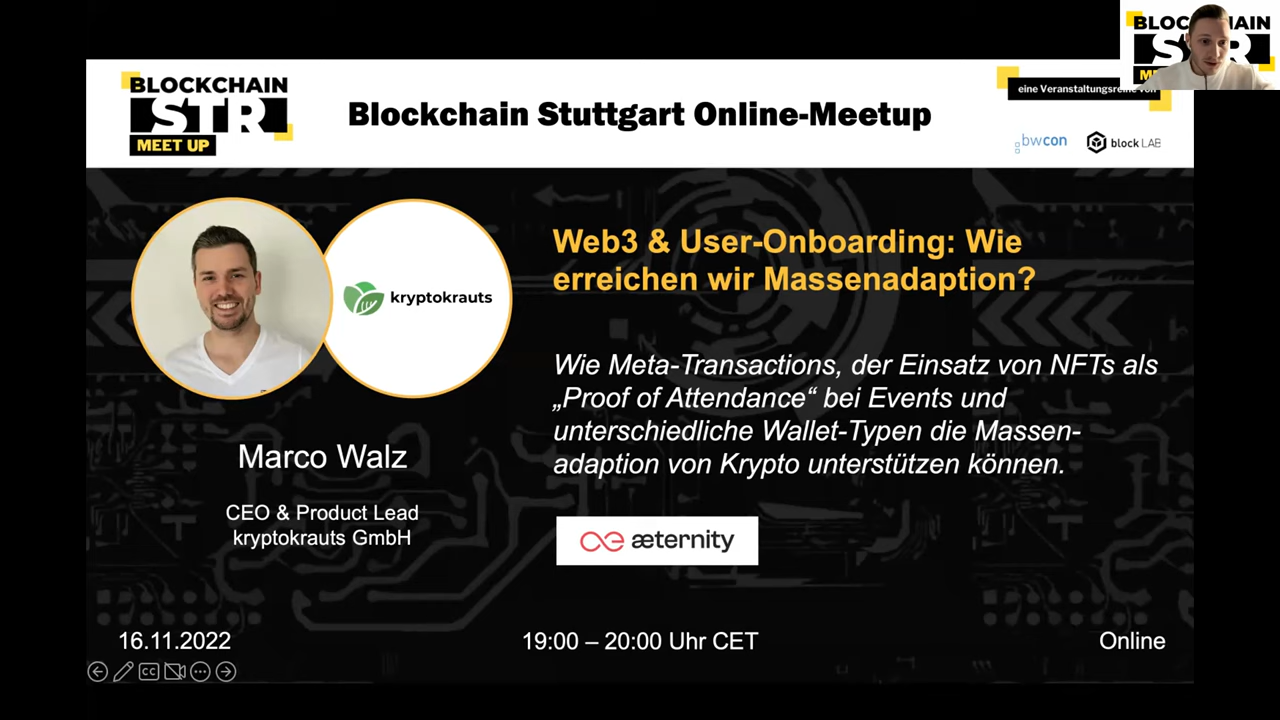 BLOCKCHAIN
STR
MEET UP
Blockchain Stuttgart Online-Meetup
eine Veranstaltungsreihe von
bwcon
block LAB
kryptokrauts
Web3 & User-Onboarding: Wie
erreichen wir Massenadaption?
Wie Meta-Transactions, der Einsatz von NFTs als
„Proof of Attendance“ bei Events und
unterschiedliche Wallet-Typen die Massen-
adaption von Krypto unterstützen können.
Marco Walz
CEO & Product Lead
kryptokrauts GmbH
æternity
16.11.2022
19:00 – 20:00 Uhr CET
Online
CC